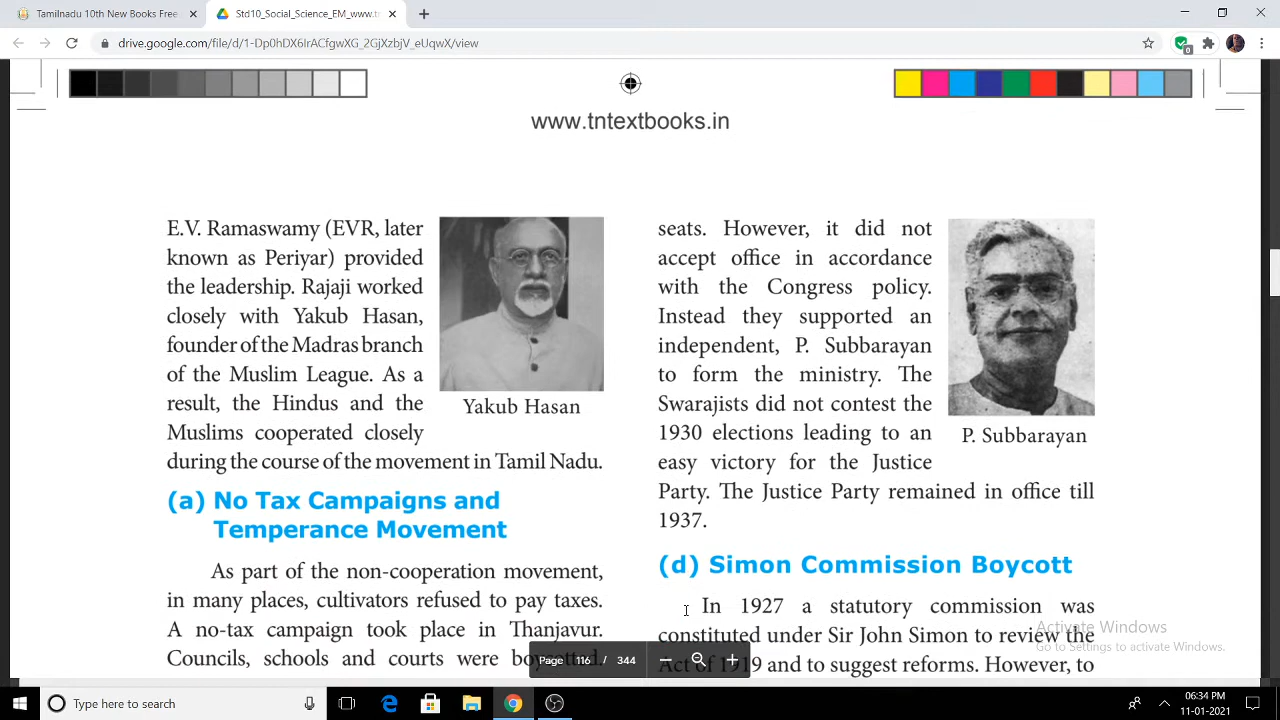 Tamilnadu 10th New Books Free
Std10_Social_Science_EM_www.t
drive.google.com/file/d/1-Dp0hDX6IrACfgwXG_2GjXzbjV_eUqwX/view
www.tntextbooks.in
E.V. Ramaswamy (EVR, later
known as Periyar) provided
the leadership. Rajaji worked
closely with Yakub Hasan,
founder of the Madras branch
of the Muslim League. As a
result, the Hindus and the
Muslims cooperated closely
during the course of the movement in Tamil Nadu.
Yakub Hasan
(a) No Tax Campaigns and
Temperance Movement
As part of the non-cooperation movement,
in many places, cultivators refused to pay taxes.
A no-tax campaign took place in Thanjavur.
Councils, schools and courts were boycotted.
seats. However, it did not
accept office in accordance
with the Congress policy.
Instead they supported an
independent, P. Subbarayan
to form the ministry. The
Swarajists did not contest the
1930 elections leading to an
easy victory for the Justice
Party. The Justice Party remained in office till
1937.
P. Subbarayan
(d) Simon Commission Boycott
In 1927 a statutory commission was
constituted under Sir John Simon to review the
Act of 1919 and to suggest reforms. However, to
Activate Windows
Go to Settings to activate Windows.
Page 116 / 344
Type here to search
06:34 PM
11-01-2021
0